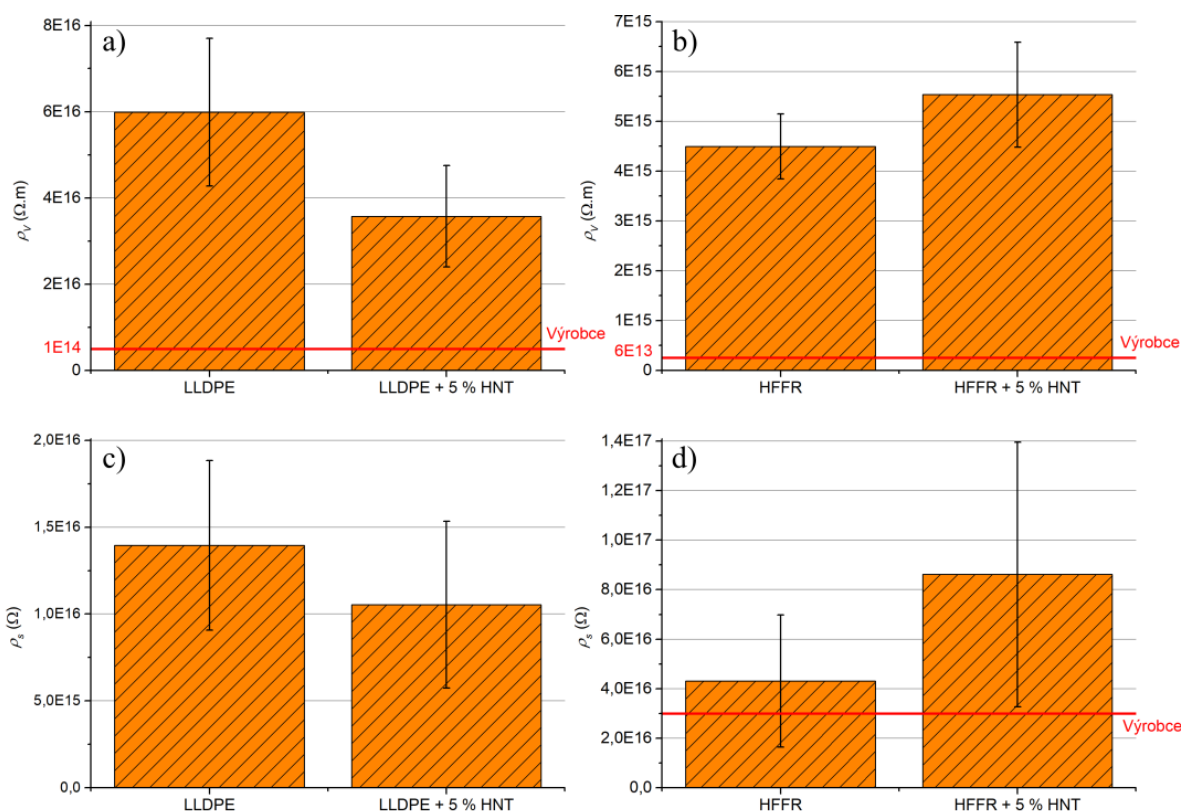 a)
8E16
6E16
4E16
2E16
1E14
0
ρV (Ω.m)
Výrobce
LLDPE
LLDPE + 5 % HNT
b)
7E15
6E15
5E15
4E15
3E15
2E15
1E15
6E13
0
ρV (Ω.m)
Výrobce
HFFR
HFFR + 5 % HNT
c)
2,0E16
1,5E16
1,0E16
5,0E15
0,0
ρs (Ω)
LLDPE
LLDPE + 5 % HNT
d)
1,4E17
1,2E17
1,0E17
8,0E16
6,0E16
4,0E16
2,0E16
0,0
ρs (Ω)
Výrobce
HFFR
HFFR + 5 % HNT